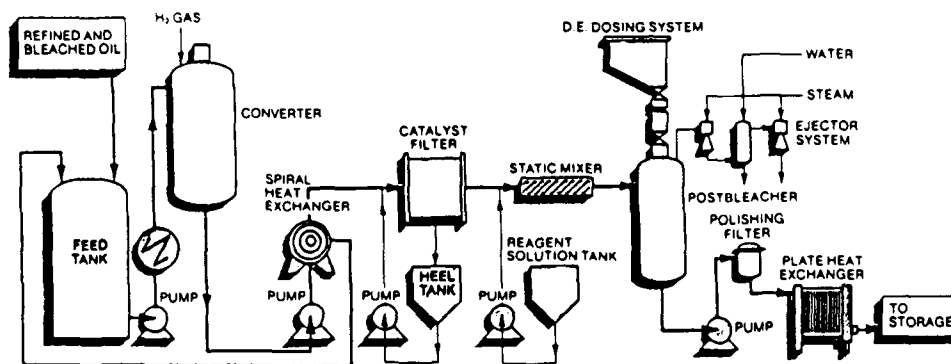 H₂ GAS
REFINED AND
BLEACHED OIL
CONVERTER
FEED
TANK
PUMP
SPIRAL
HEAT
EXCHANGER
PUMP
CATALYST
FILTER
PUMP
HEEL
TANK
STATIC MIXER
PUMP
REAGENT
SOLUTION TANK
D.E. DOSING SYSTEM
WATER
STEAM
EJECTOR
SYSTEM
POSTBLEACHER
POLISHING
FILTER
PUMP
PLATE HEAT
EXCHANGER
TO
STORAGE